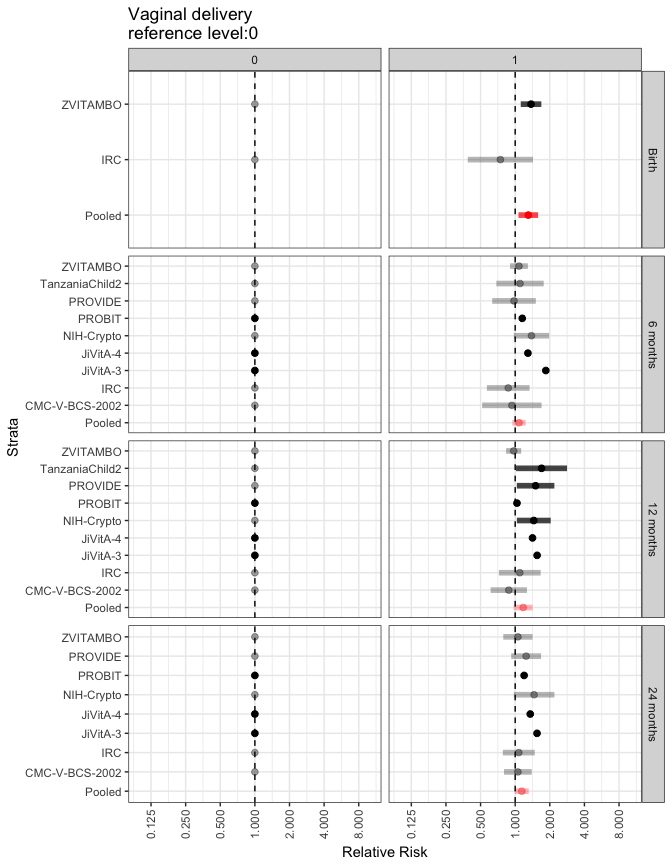 Vaginal delivery
reference level:0
0
1
ZVITAMBO
IRC
Pooled
Birth
ZVITAMBO
TanzaniaChild2
PROVIDE
PROBIT
NIH-Crypto
JiVitA-4
JiVitA-3
IRC
CMC-V-BCS-2002
Pooled
6 months
ZVITAMBO
TanzaniaChild2
PROVIDE
PROBIT
NIH-Crypto
JiVitA-4
JiVitA-3
IRC
CMC-V-BCS-2002
Pooled
12 months
ZVITAMBO
PROVIDE
PROBIT
NIH-Crypto
JiVitA-4
JiVitA-3
IRC
CMC-V-BCS-2002
Pooled
24 months
Strata
0.125 0.250 0.500 1.000 2.000 4.000 8.000
0.125 0.250 0.500 1.000 2.000 4.000 8.000
Relative Risk